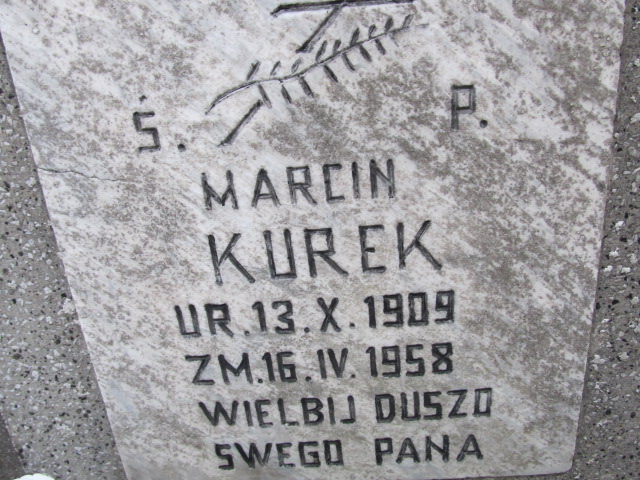 Ś. P.
MARCIN
KUREK
UR. 13. X. 1909
ZM. 16. IV. 1958
WIELBIJ DUSZO
SWEGO PANA